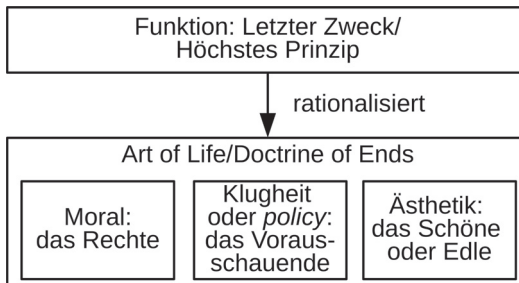 Funktion: Letzter Zweck/
Höchstes Prinzip
rationalisiert
Art of Life/Doctrine of Ends
Moral:
das Rechte
Klugheit
oder policy:
das Voraus-
schauende
Ästhetik:
das Schöne
oder Edle